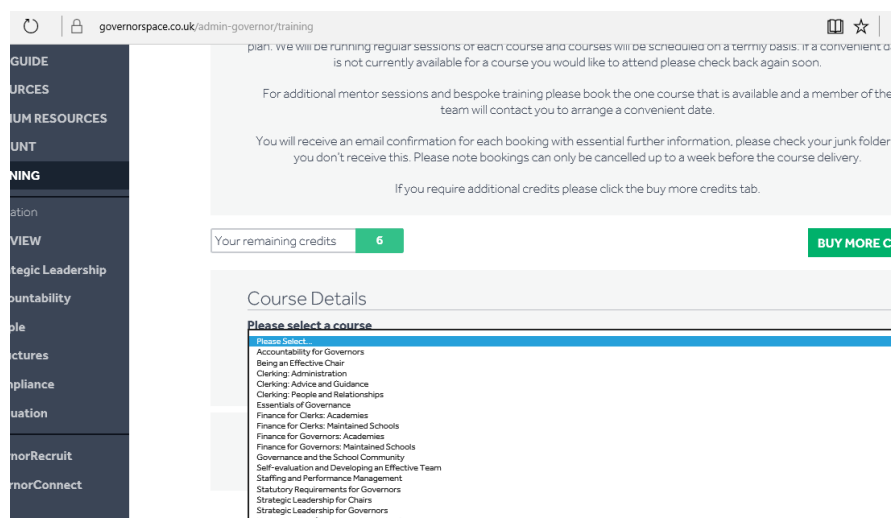 governorspace.co.uk/admin-governor/training
GUIDE
URCES
IUM RESOURCES
UNT
NING
ation
VIEW
tegic Leadership
ountability
ple
uctures
npliance
uation
norRecruit
rnorConnect
plan. We will be running regular sessions of each course and courses will be scheduled on a termly basis. If a convenient d
is not currently available for a course you would like to attend please check back again soon.
For additional mentor sessions and bespoke training please book the one course that is available and a member of the
team will contact you to arrange a convenient date.
You will receive an email confirmation for each booking with essential further information, please check your junk folder
you don't receive this. Please note bookings can only be cancelled up to a week before the course delivery.
If you require additional credits please click the buy more credits tab.
Your remaining credits 6
BUY MORE C
Course Details
Please select a course
Please Select...
Accountability for Governors
Being an Effective Chair
Clerking: Administration
Clerking: Advice and Guidance
Clerking: People and Relationships
Essentials of Governance
Finance for Clerks: Academies
Finance for Clerks: Maintained Schools
Finance for Governors: Academies
Finance for Governors: Maintained Schools
Governance and the School Community
Self-evaluation and Developing an Effective Team
Staffing and Performance Management
Statutory Requirements for Governors
Strategic Leadership for Chairs
Strategic Leadership for Governors